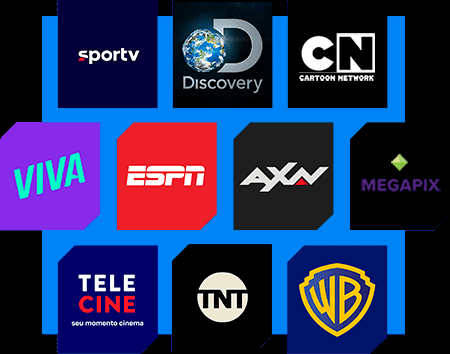 sportv
Discovery
CN
CARTOON NETWORK
VIVA
ESPN
AXN
MEGAPIX
TELE
CINE
seu momento cinema
TNT
WB